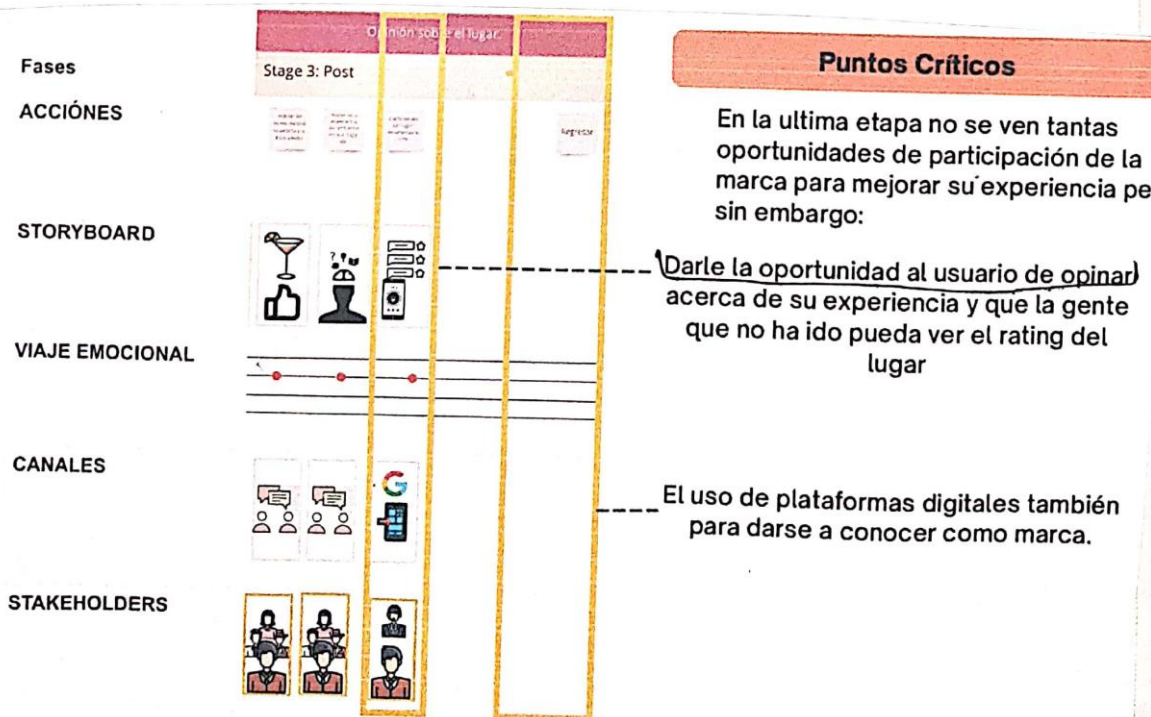 Opinión sobre el lugar.
Fases
Stage 3: Post
Puntos Críticos
ACCIÓNES
Regresar
En la ultima etapa no se ven tantas
oportunidades de participación de la
marca para mejorar su experiencia pe
sin embargo:
STORYBOARD
Darle la oportunidad al usuario de opinar
acerca de su experiencia y que la gente
que no ha ido pueda ver el rating del
lugar
VIAJE EMOCIONAL
CANALES
G
El uso de plataformas digitales también
para darse a conocer como marca.
STAKEHOLDERS